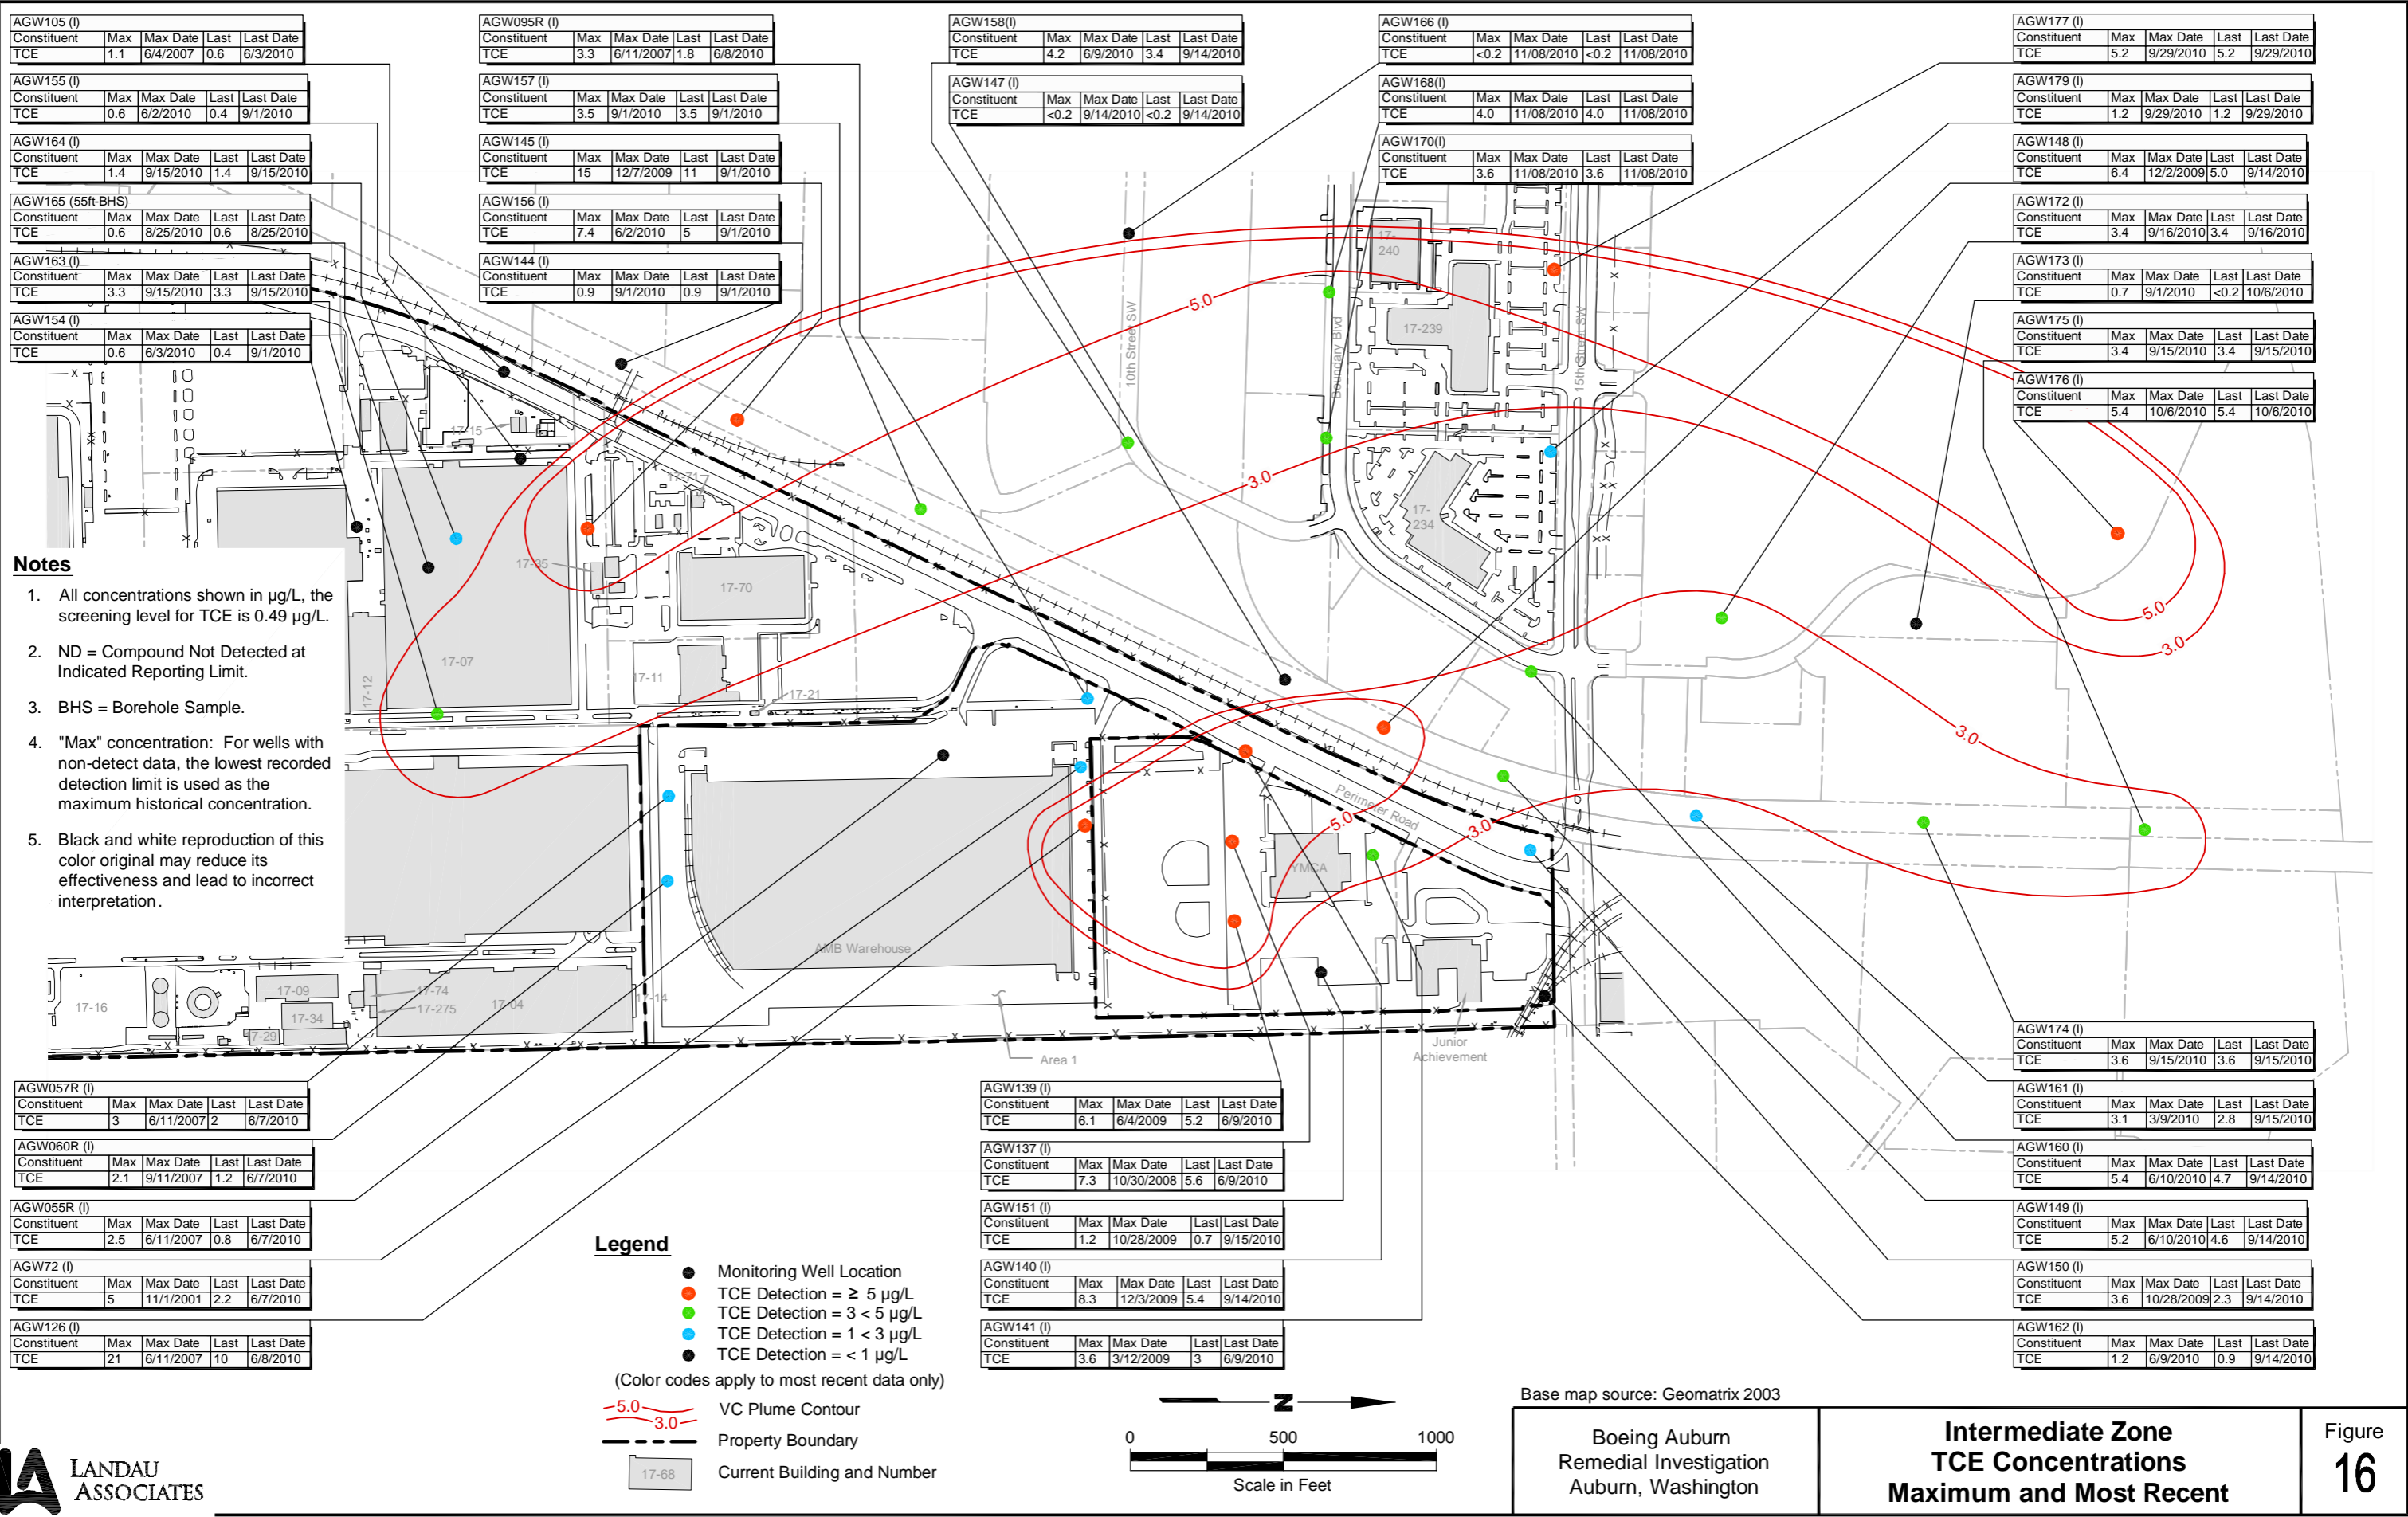 AGW105 (I)
Constituent Max Max Date Last Last Date
TCE 1.1 6/4/2007 0.6 6/3/2010
AGW155 (I)
Constituent Max Max Date Last Last Date
TCE 0.6 6/2/2010 0.4 9/1/2010
AGW164 (I)
Constituent Max Max Date Last Last Date
TCE 1.4 9/15/2010 1.4 9/15/2010
AGW165 (55ft-BHS)
Constituent Max Max Date Last Last Date
TCE 0.6 8/25/2010 0.6 8/25/2010
AGW163 (I)
Constituent Max Max Date Last Last Date
TCE 3.3 9/15/2010 3.3 9/15/2010
AGW154 (I)
Constituent Max Max Date Last Last Date
TCE 0.6 6/3/2010 0.4 9/1/2010
AGW095R (I)
Constituent Max Max Date Last Last Date
TCE 3.3 6/11/2007 1.8 6/8/2010
AGW157 (I)
Constituent Max Max Date Last Last Date
TCE 3.5 9/1/2010 3.5 9/1/2010
AGW145 (I)
Constituent Max Max Date Last Last Date
TCE 15 12/7/2009 11 9/1/2010
AGW156 (I)
Constituent Max Max Date Last Last Date
TCE 7.4 6/2/2010 5 9/1/2010
AGW144 (I)
Constituent Max Max Date Last Last Date
TCE 0.9 9/1/2010 0.9 9/1/2010
AGW158(I)
Constituent Max Max Date Last Last Date
TCE 4.2 6/9/2010 3.4 9/14/2010
AGW147 (I)
Constituent Max Max Date Last Last Date
TCE <0.2 9/14/2010 <0.2 9/14/2010
AGW166 (I)
Constituent Max Max Date Last Last Date
TCE <0.2 11/08/2010 <0.2 11/08/2010
AGW168(I)
Constituent Max Max Date Last Last Date
TCE 4.0 11/08/2010 4.0 11/08/2010
AGW170(I)
Constituent Max Max Date Last Last Date
TCE 3.6 11/08/2010 3.6 11/08/2010
AGW177 (I)
Constituent Max Max Date Last Last Date
TCE 5.2 9/29/2010 5.2 9/29/2010
AGW179 (I)
Constituent Max Max Date Last Last Date
TCE 1.2 9/29/2010 1.2 9/29/2010
AGW148 (I)
Constituent Max Max Date Last Last Date
TCE 6.4 12/2/2009 5.0 9/14/2010
AGW172 (I)
Constituent Max Max Date Last Last Date
TCE 3.4 9/16/2010 3.4 9/16/2010
AGW173 (I)
Constituent Max Max Date Last Last Date
TCE 0.7 9/1/2010 <0.2 10/6/2010
AGW175 (I)
Constituent Max Max Date Last Last Date
TCE 3.4 9/15/2010 3.4 9/15/2010
AGW176 (I)
Constituent Max Max Date Last Last Date
TCE 5.4 10/6/2010 5.4 10/6/2010
17-
240
17-239
5.0
10th Street SW
Boundary Blvd
15th Street SW
17-15
17-71
3.0
17-
234
17-35
17-70
17-07
17-12
17-11
17-21
5.0
3.0
3.0
Perimeter Road
5.0
3.0
YMCA
AMB Warehouse
17-16
17-09
17-34
17-29
17-74
17-275
17-04
17-14
Area 1
Junior
Achievement
Notes
1. All concentrations shown in µg/L, the
screening level for TCE is 0.49 µg/L.
2. ND = Compound Not Detected at
Indicated Reporting Limit.
3. BHS = Borehole Sample.
4. "Max" concentration: For wells with
non-detect data, the lowest recorded
detection limit is used as the
maximum historical concentration.
5. Black and white reproduction of this
color original may reduce its
effectiveness and lead to incorrect
interpretation.
AGW057R (I)
Constituent Max Max Date Last Last Date
TCE 3 6/11/2007 2 6/7/2010
AGW060R (I)
Constituent Max Max Date Last Last Date
TCE 2.1 9/11/2007 1.2 6/7/2010
AGW055R (I)
Constituent Max Max Date Last Last Date
TCE 2.5 6/11/2007 0.8 6/7/2010
AGW72 (I)
Constituent Max Max Date Last Last Date
TCE 5 11/1/2001 2.2 6/7/2010
AGW126 (I)
Constituent Max Max Date Last Last Date
TCE 21 6/11/2007 10 6/8/2010
AGW139 (I)
Constituent Max Max Date Last Last Date
TCE 6.1 6/4/2009 5.2 6/9/2010
AGW137 (I)
Constituent Max Max Date Last Last Date
TCE 7.3 10/30/2008 5.6 6/9/2010
AGW151 (I)
Constituent Max Max Date Last Last Date
TCE 1.2 10/28/2009 0.7 9/15/2010
AGW140 (I)
Constituent Max Max Date Last Last Date
TCE 8.3 12/3/2009 5.4 9/14/2010
AGW141 (I)
Constituent Max Max Date Last Last Date
TCE 3.6 3/12/2009 3 6/9/2010
AGW174 (I)
Constituent Max Max Date Last Last Date
TCE 3.6 9/15/2010 3.6 9/15/2010
AGW161 (I)
Constituent Max Max Date Last Last Date
TCE 3.1 3/9/2010 2.8 9/15/2010
AGW160 (I)
Constituent Max Max Date Last Last Date
TCE 5.4 6/10/2010 4.7 9/14/2010
AGW149 (I)
Constituent Max Max Date Last Last Date
TCE 5.2 6/10/2010 4.6 9/14/2010
AGW150 (I)
Constituent Max Max Date Last Last Date
TCE 3.6 10/28/2009 2.3 9/14/2010
AGW162 (I)
Constituent Max Max Date Last Last Date
TCE 1.2 6/9/2010 0.9 9/14/2010
Legend
Monitoring Well Location
TCE Detection = ≥ 5 µg/L
TCE Detection = 3 < 5 µg/L
TCE Detection = 1 < 3 µg/L
TCE Detection = < 1 µg/L
(Color codes apply to most recent data only)
5.0 3.0 VC Plume Contour
Property Boundary
17-68 Current Building and Number
N
0 500 1000
Scale in Feet
Base map source: Geomatrix 2003
LANDAU
ASSOCIATES
Boeing Auburn
Remedial Investigation
Auburn, Washington
Intermediate Zone
TCE Concentrations
Maximum and Most Recent
Figure
16